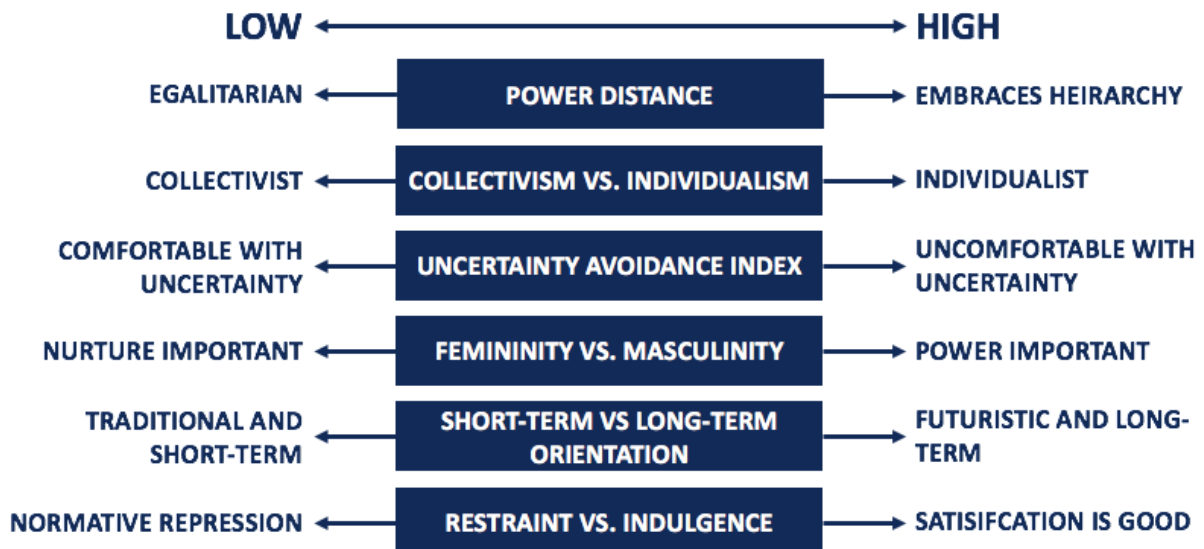 LOW HIGH
EGALITARIAN POWER DISTANCE EMBRACES HEIRARCHY
COLLECTIVIST COLLECTIVISM VS. INDIVIDUALISM INDIVIDUALIST
COMFORTABLE WITH
UNCERTAINTY
UNCERTAINTY AVOIDANCE INDEX
UNCOMFORTABLE WITH
UNCERTAINTY
NURTURE IMPORTANT FEMININITY VS. MASCULINITY POWER IMPORTANT
TRADITIONAL AND
SHORT-TERM
SHORT-TERM VS LONG-TERM
ORIENTATION
FUTURISTIC AND LONG-
TERM
NORMATIVE REPRESSION RESTRAINT VS. INDULGENCE SATISIFCATION IS GOOD